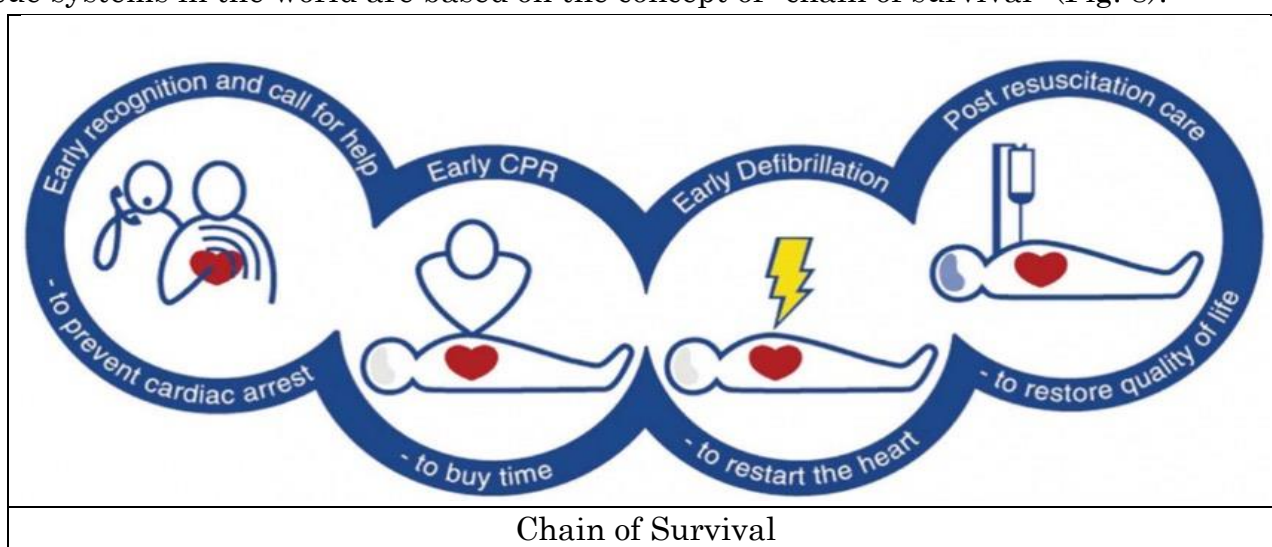 systems in the world are based on the concept of "chain of survival" (Fig. 8).
Early recognition and call for help
- to prevent cardiac arrest
Early CPR
- to buy time
Early Defibrillation
- to restart the heart
Post resuscitation care
- to restore quality of life
Chain of Survival